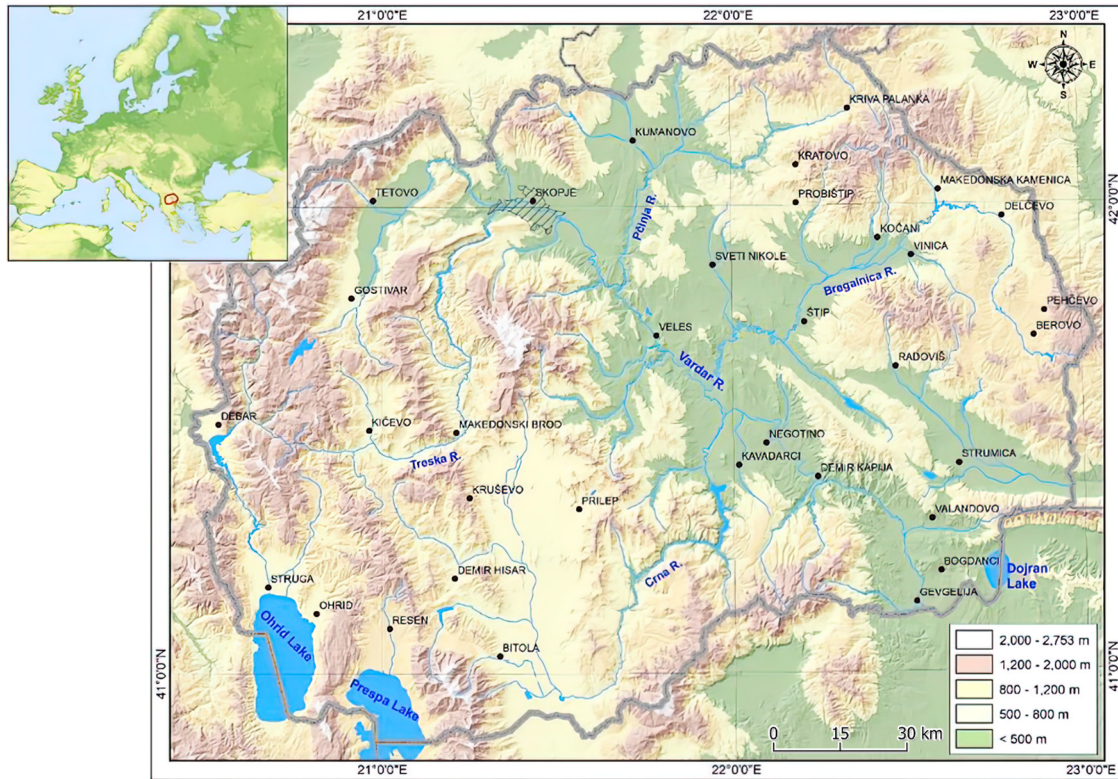 21°0'0"E
22°0'0"E
23°0'0"E
N
W
E
S
KRIVA PALANKA
KUMANOVO
KRATOVO
MAKEDONSKA KAMENICA
TETOVO
SKOPJE
PROBIŠTIP
42°0'0"N
DELČEVO
Pčinja R.
KOČANI
VINICA
SVETI NIKOLE
Bregalnica R.
GOSTIVAR
PEHČEVO
ŠTIP
BEROVO
VELES
Vardar R.
RADOVIŠ
DEBAR
KIČEVO
MAKEDONSKI BROD
NEGOTINO
Treska R.
KAVADARCI
STRUMICA
DEMIR KAPIJA
KRUŠEVO
PRILEP
VALANDOVO
Crna R.
BOGDANCI
Dojran
Lake
DEMIR HISAR
STRUGA
GEVGELIJA
OHRID
RESEN
Ohrid Lake
BITOLA
41°0'0"N
41°0'0"N
Prespa Lake
2,000 - 2,753 m
1,200 - 2,000 m
800 - 1,200 m
500 - 800 m
< 500 m
0 15 30 km
21°0'0"E
22°0'0"E
23°0'0"E